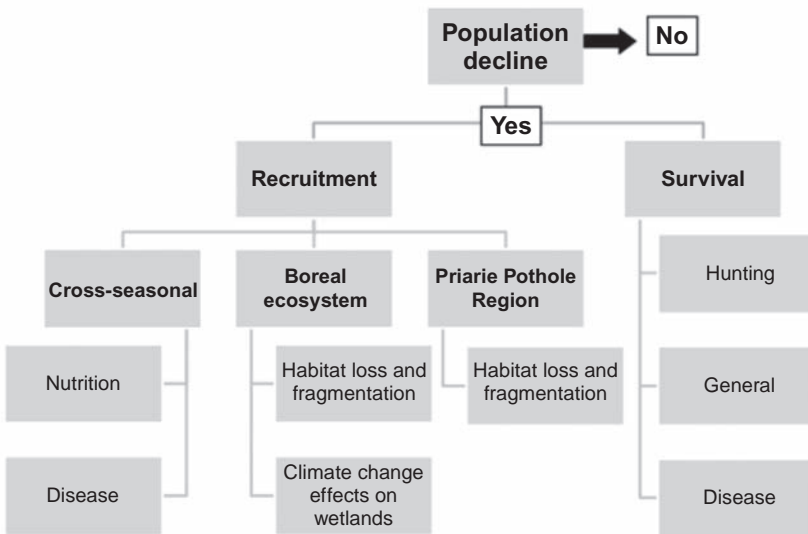 Population
decline
No
Yes
Recruitment
Survival
Cross-seasonal
Boreal
ecosystem
Priarie Pothole
Region
Hunting
Nutrition
Habitat loss and
fragmentation
Habitat loss and
fragmentation
General
Disease
Climate change
effects on
wetlands
Disease